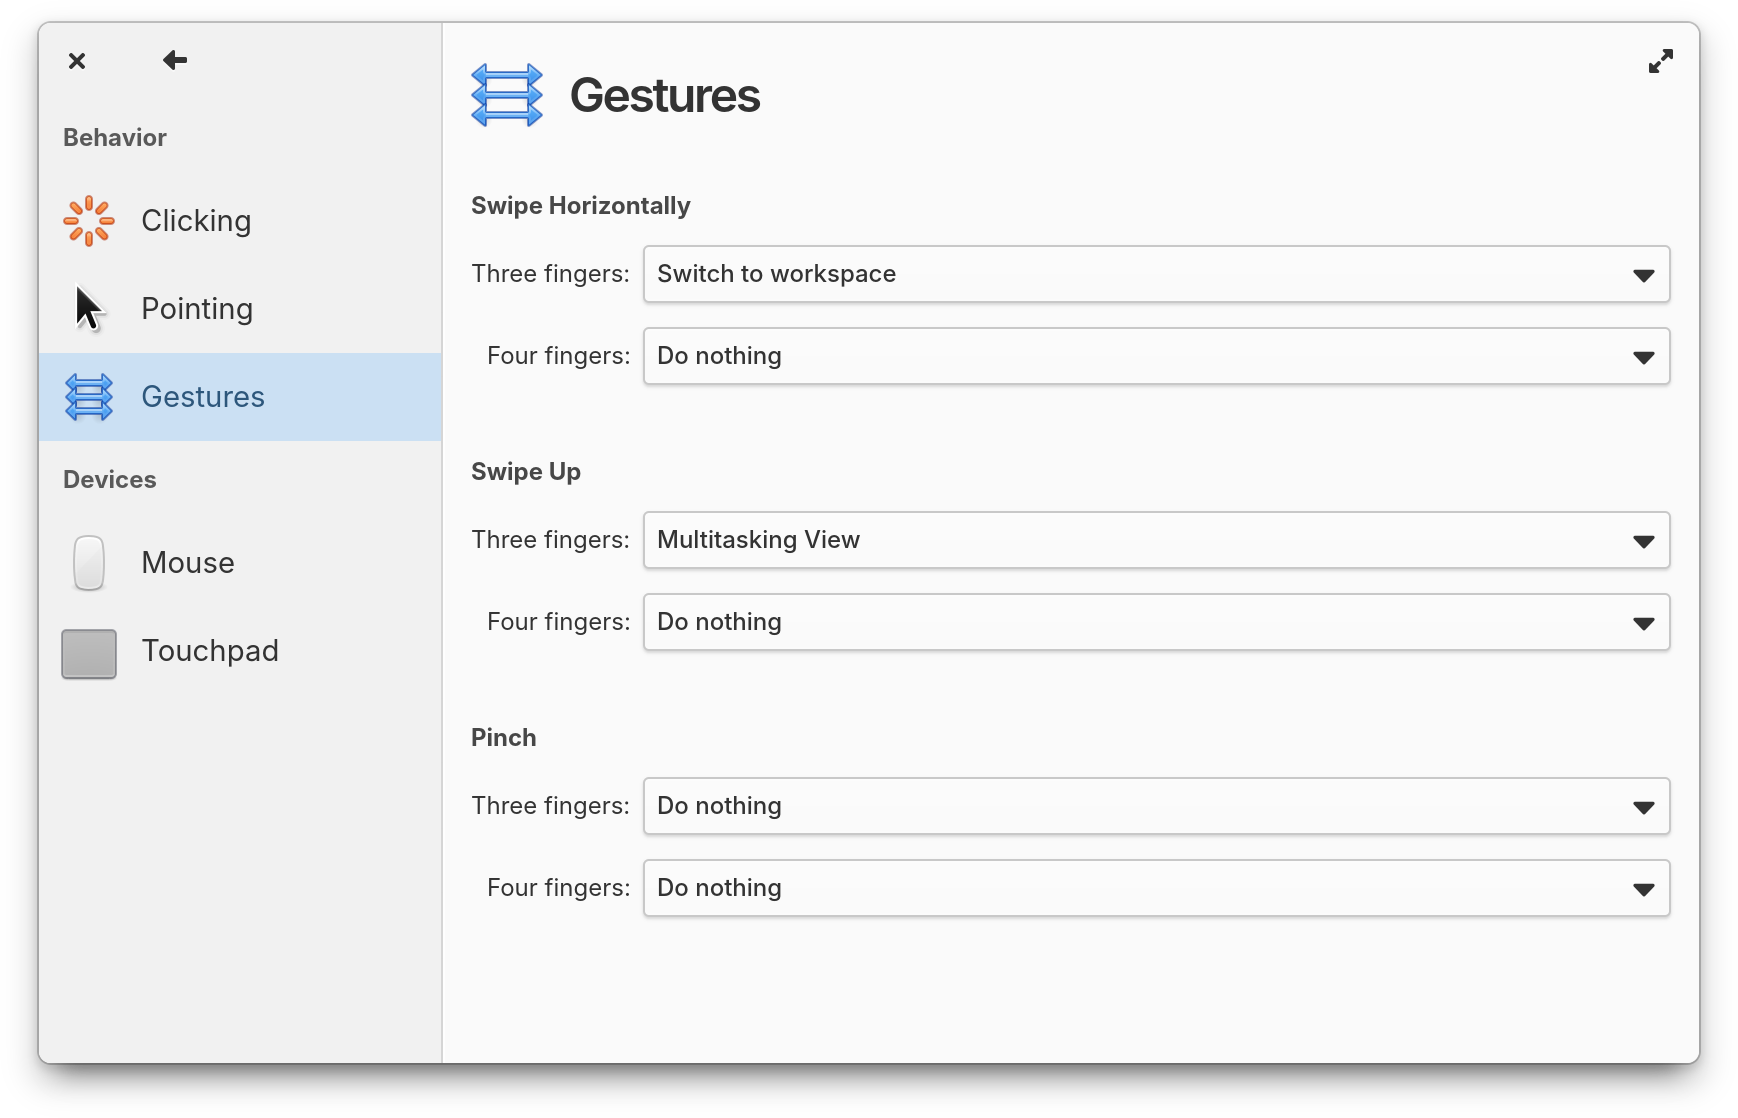 Behavior
Clicking
Pointing
Gestures
Devices
Mouse
Touchpad
Gestures
Swipe Horizontally
Three fingers: Switch to workspace
Four fingers: Do nothing
Swipe Up
Three fingers: Multitasking View
Four fingers: Do nothing
Pinch
Three fingers: Do nothing
Four fingers: Do nothing